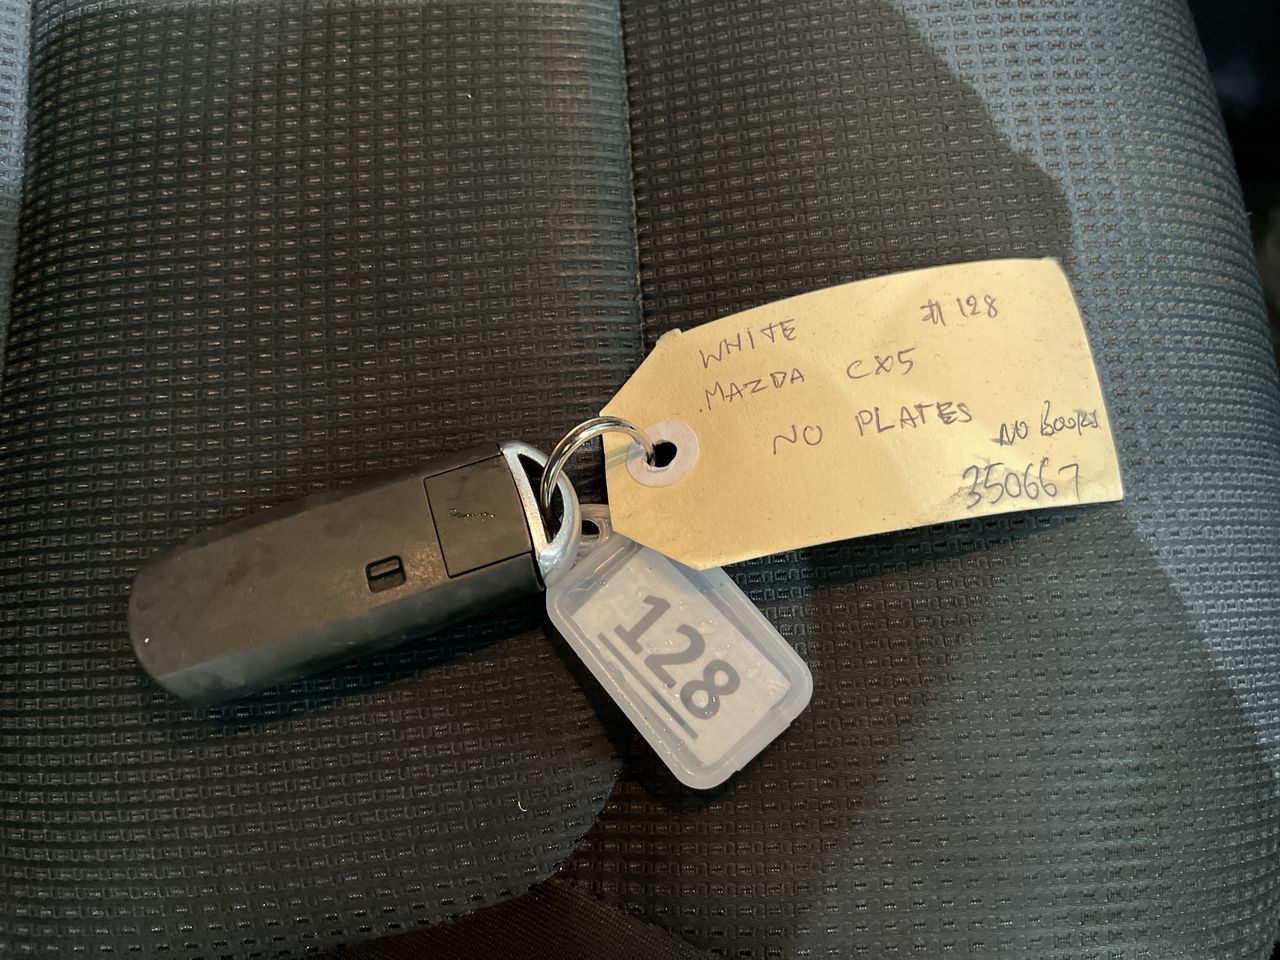 WHITE #128
MAZDA CX5
NO PLATES
NO BOOKS
350667
128